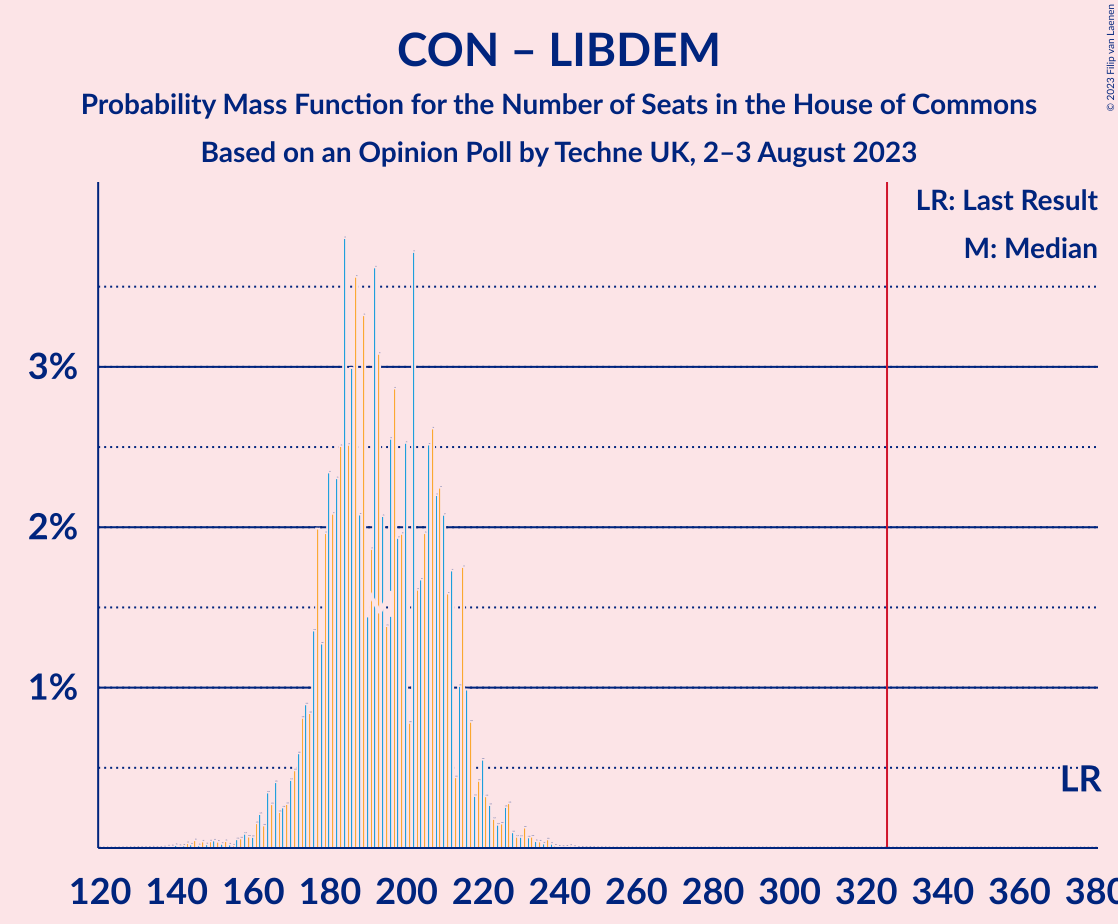 CON – LIBDEM
Probability Mass Function for the Number of Seats in the House of Commons
Based on an Opinion Poll by Techne UK, 2–3 August 2023
© 2023 Filip van Laenen
LR: Last Result
M: Median
3%
2%
1%
M
LR
120 140 160 180 200 220 240 260 280 300 320 340 360 380